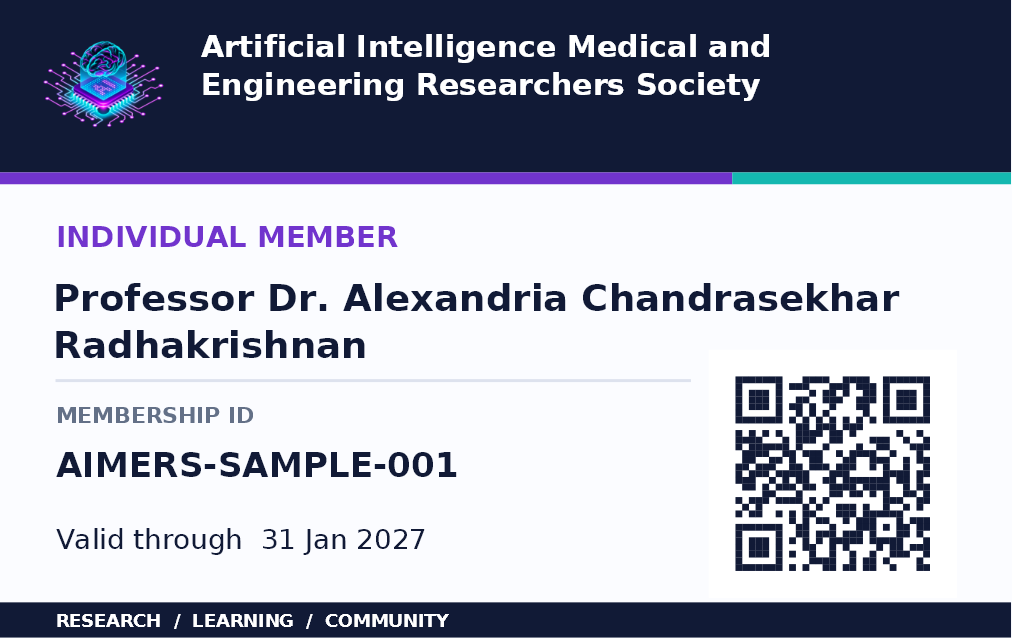 Artificial Intelligence Medical and
Engineering Researchers Society
INDIVIDUAL MEMBER
Professor Dr. Alexandria Chandrasekhar
Radhakrishnan
MEMBERSHIP ID
AIMERS-SAMPLE-001
Valid through  31 Jan 2027
RESEARCH / LEARNING / COMMUNITY